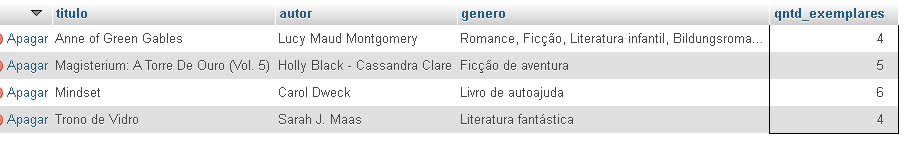 titulo autor genero qntd_exemplares
Apagar Anne of Green Gables Lucy Maud Montgomery Romance, Ficção, Literatura infantil, Bildungsroma... 4
Apagar Magisterium: A Torre De Ouro (Vol. 5) Holly Black - Cassandra Clare Ficção de aventura 5
Apagar Mindset Carol Dweck Livro de autoajuda 6
Apagar Trono de Vidro Sarah J. Maas Literatura fantástica 4